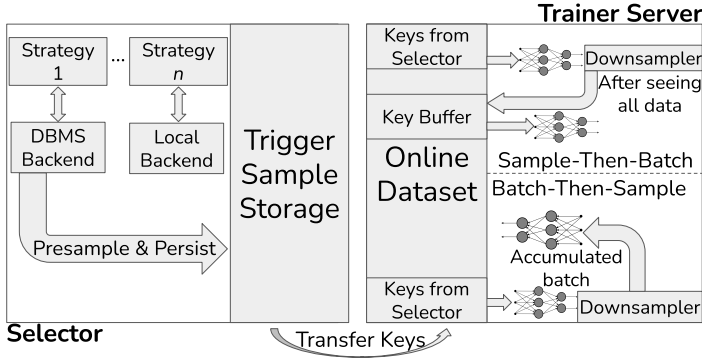 Trainer Server
Strategy
1
...
Strategy
n
DBMS
Backend
Local
Backend
Presample & Persist
Trigger
Sample
Storage
Selector
Transfer Keys
Keys from
Selector
Key Buffer
Online
Dataset
Keys from
Selector
Downsampler
After seeing
all data
Sample-Then-Batch
Batch-Then-Sample
Accumulated
batch
Downsampler